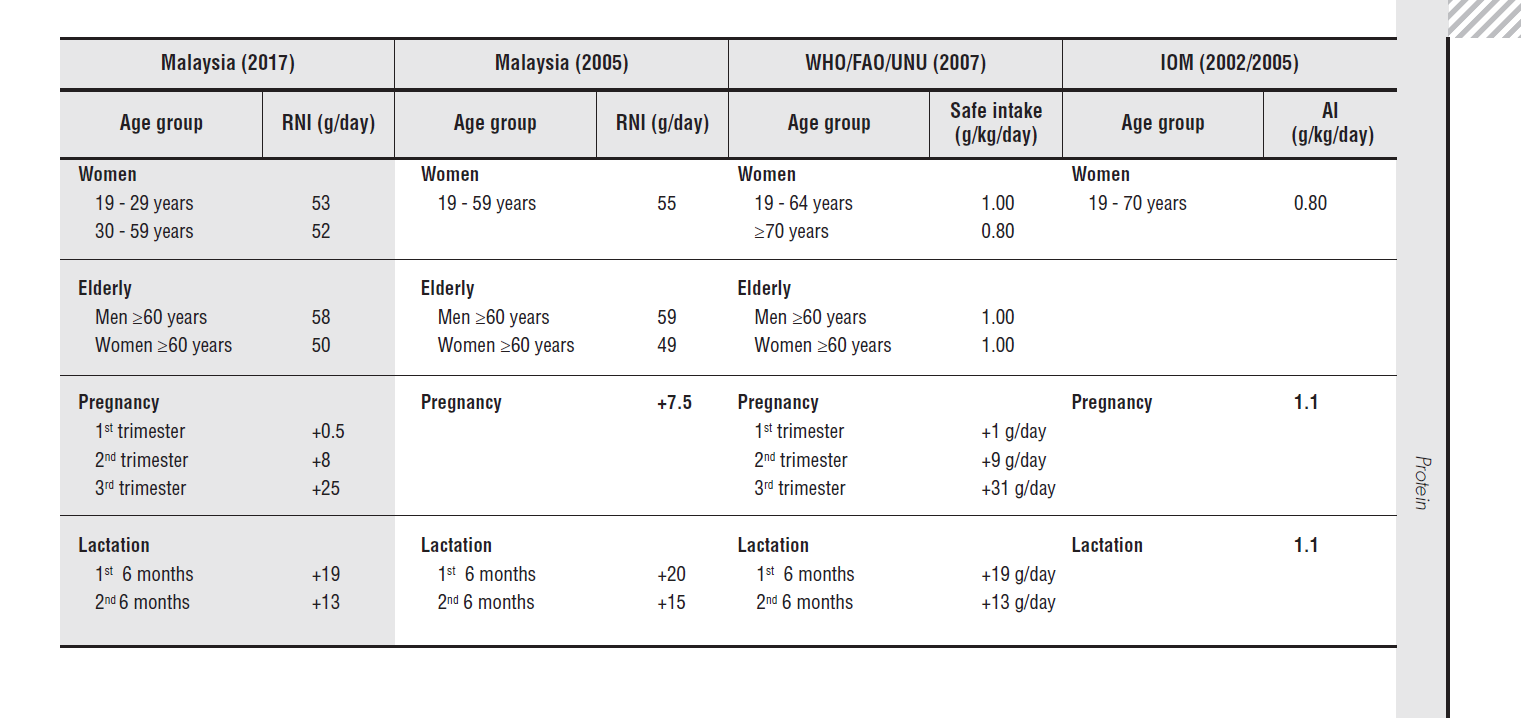 Malaysia (2017) Malaysia (2005) WHO/FAO/UNU (2007) IOM (2002/2005)
Age group RNI (g/day) Age group RNI (g/day) Age group Safe intake (g/kg/day) Age group AI (g/kg/day)
Women Women Women Women
19 - 29 years 53 19 - 59 years 55 19 - 64 years 1.00 19 - 70 years 0.80
30 - 59 years 52 ≥70 years 0.80
Elderly Elderly Elderly
Men ≥60 years 58 Men ≥60 years 59 Men ≥60 years 1.00
Women ≥60 years 50 Women ≥60 years 49 Women ≥60 years 1.00
Pregnancy Pregnancy +7.5 Pregnancy Pregnancy 1.1
1st trimester +0.5 1st trimester +1 g/day
2nd trimester +8 2nd trimester +9 g/day
3rd trimester +25 3rd trimester +31 g/day
Lactation Lactation Lactation Lactation 1.1
1st 6 months +19 1st 6 months +20 1st 6 months +19 g/day
2nd 6 months +13 2nd 6 months +15 2nd 6 months +13 g/day
Protein